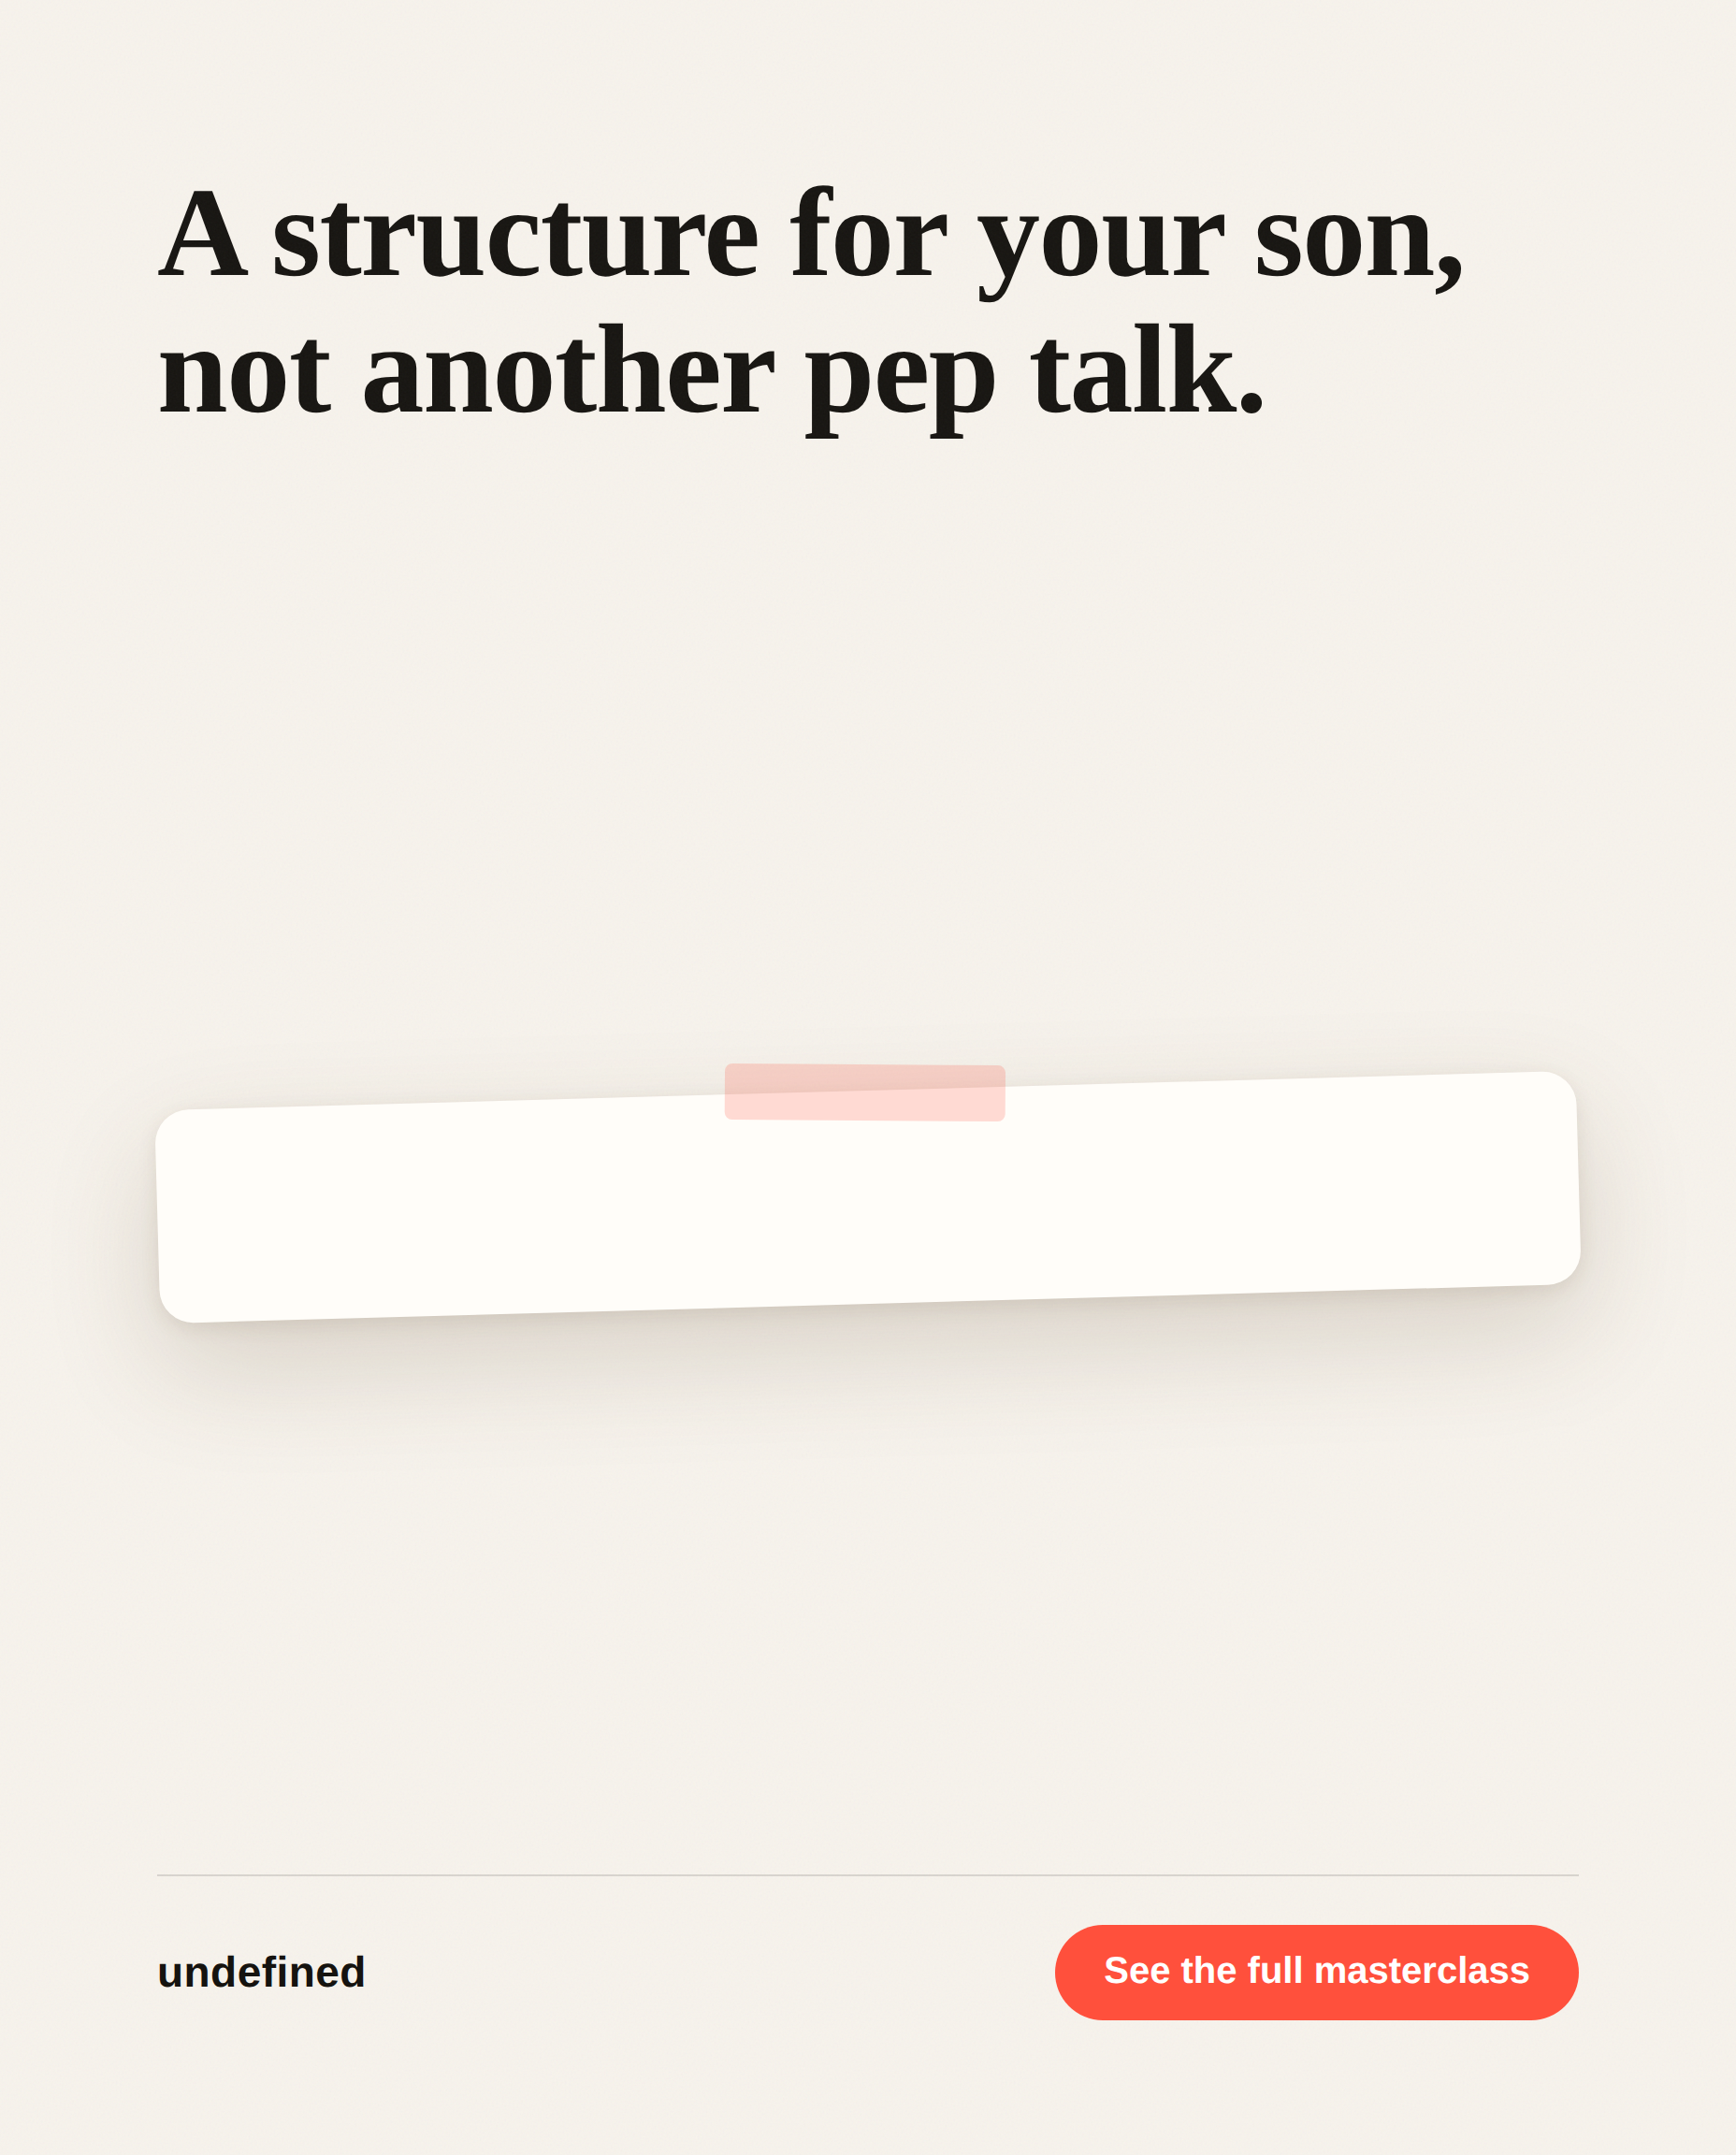 A structure for your son,
not another pep talk.
undefined
See the full masterclass